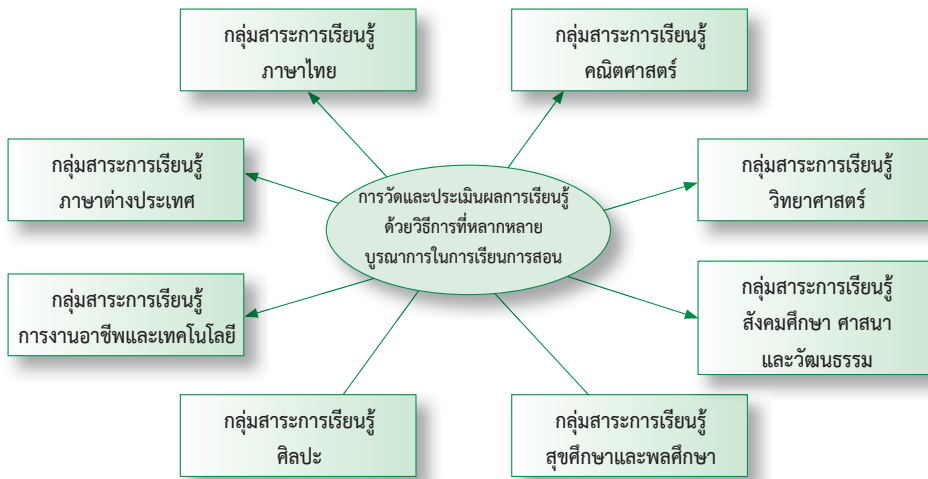 กลุ่มสาระการเรียนรู้
ภาษาไทย
กลุ่มสาระการเรียนรู้
คณิตศาสตร์
กลุ่มสาระการเรียนรู้
ภาษาต่างประเทศ
การวัดและประเมินผลการเรียนรู้
ด้วยวิธีการที่หลากหลาย
บูรณาการในการเรียนการสอน
กลุ่มสาระการเรียนรู้
วิทยาศาสตร์
กลุ่มสาระการเรียนรู้
การงานอาชีพและเทคโนโลยี
กลุ่มสาระการเรียนรู้
สังคมศึกษา ศาสนา
และวัฒนธรรม
กลุ่มสาระการเรียนรู้
ศิลปะ
กลุ่มสาระการเรียนรู้
สุขศึกษาและพลศึกษา